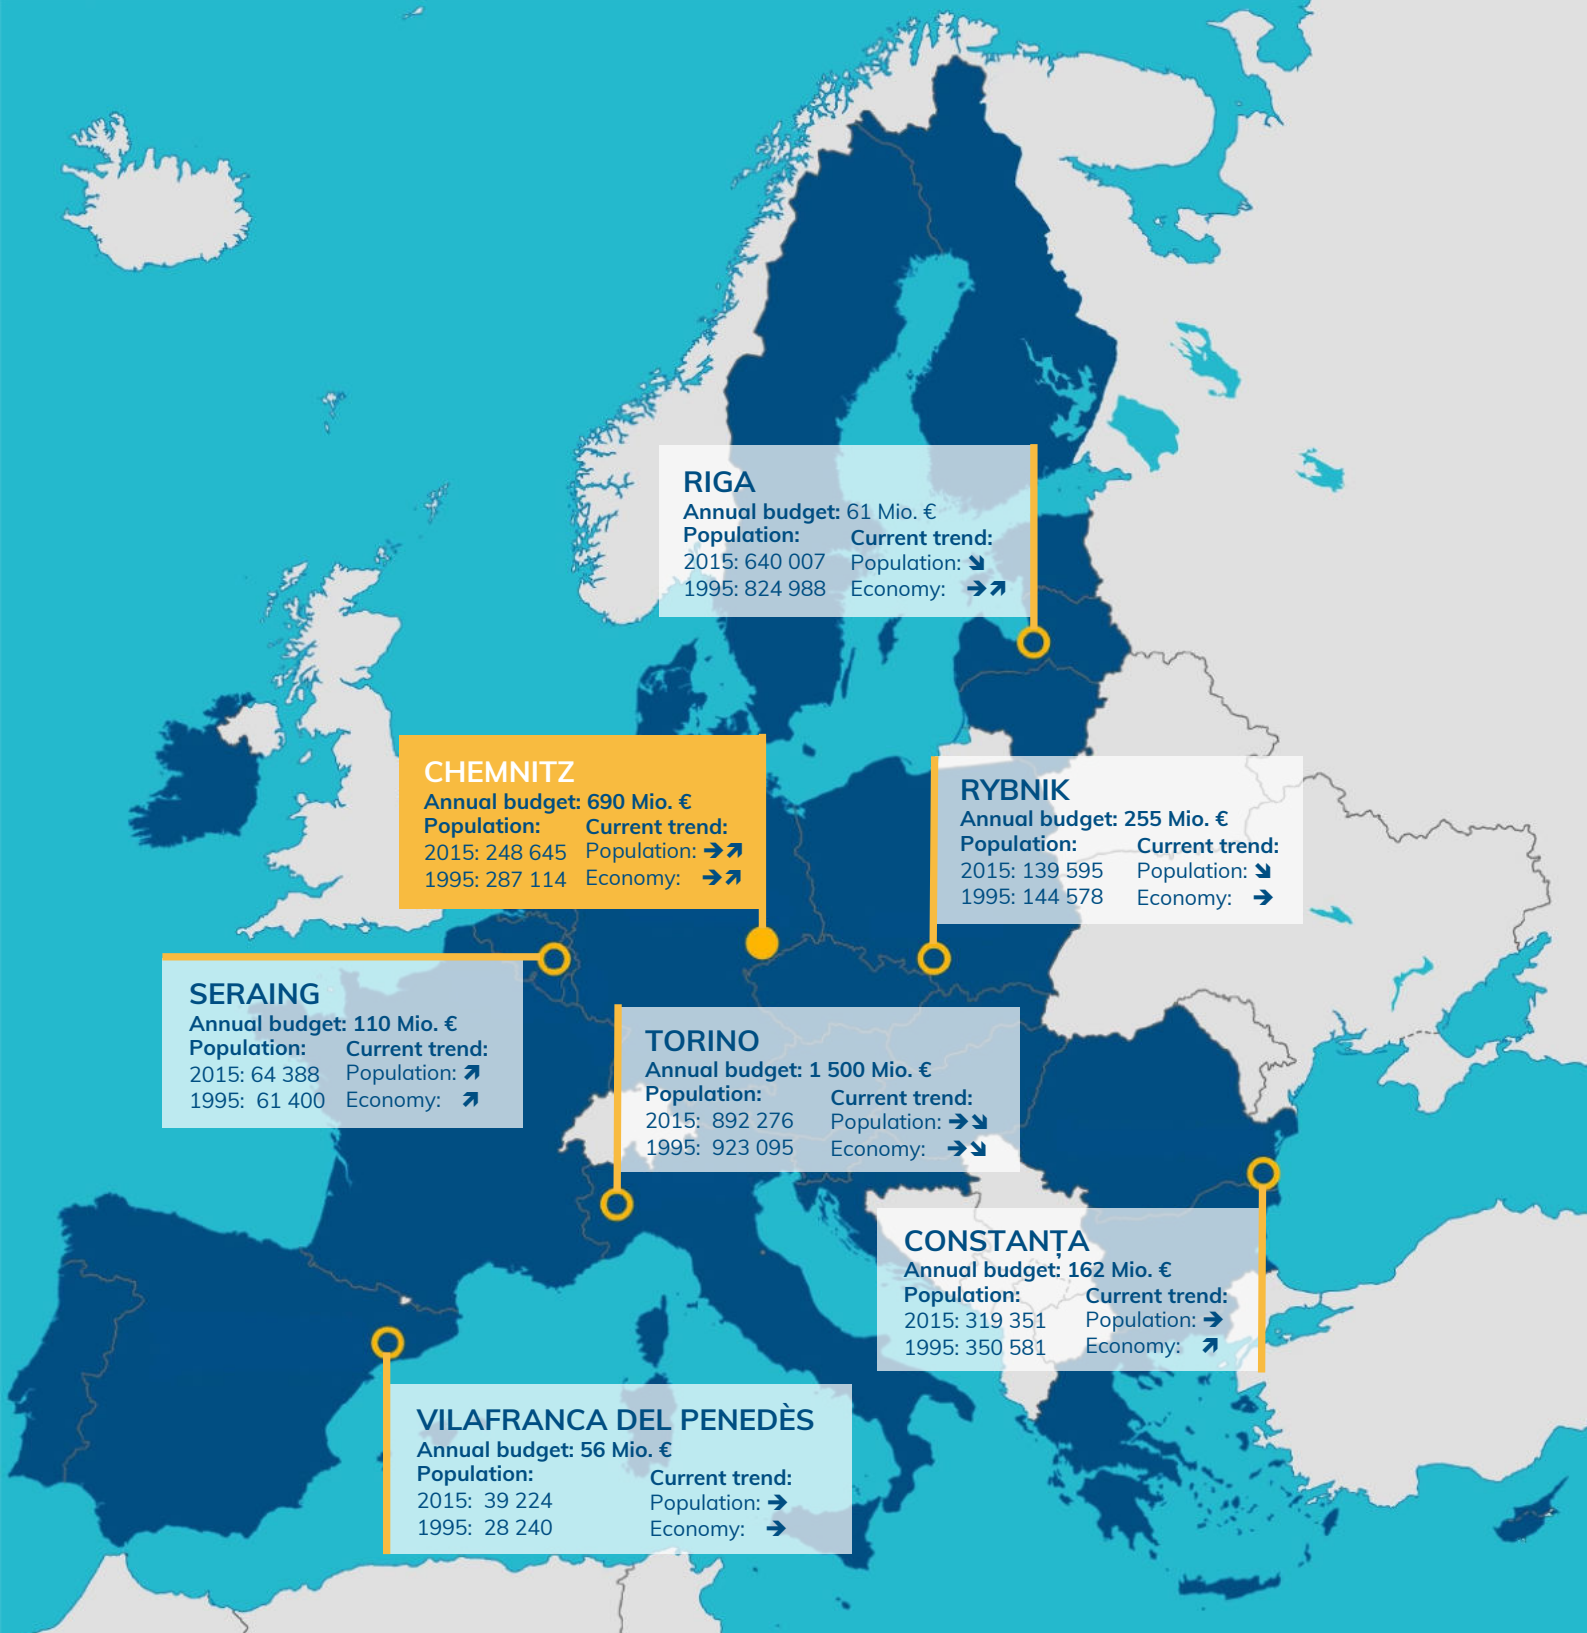 RIGA
Annual budget: 61 Mio. €
Population:
2015: 640 007
1995: 824 988
Current trend:
Population: ➔
Economy: ➔➔
CHEMNITZ
Annual budget: 690 Mio. €
Population:
2015: 248 645
1995: 287 114
Current trend:
Population: ➔➔
Economy: ➔➔
RYBNIK
Annual budget: 255 Mio. €
Population:
2015: 139 595
1995: 144 578
Current trend:
Population: ➔
Economy: ➔
SERAING
Annual budget: 110 Mio. €
Population:
2015: 64 388
1995: 61 400
Current trend:
Population: ➔
Economy: ➔
TORINO
Annual budget: 1 500 Mio. €
Population:
2015: 892 276
1995: 923 095
Current trend:
Population: ➔➔
Economy: ➔➔
CONSTANȚA
Annual budget: 162 Mio. €
Population:
2015: 319 351
1995: 350 581
Current trend:
Population: ➔
Economy: ➔
VILAFRANCA DEL PENEDÈS
Annual budget: 56 Mio. €
Population:
2015: 39 224
1995: 28 240
Current trend:
Population: ➔
Economy: ➔